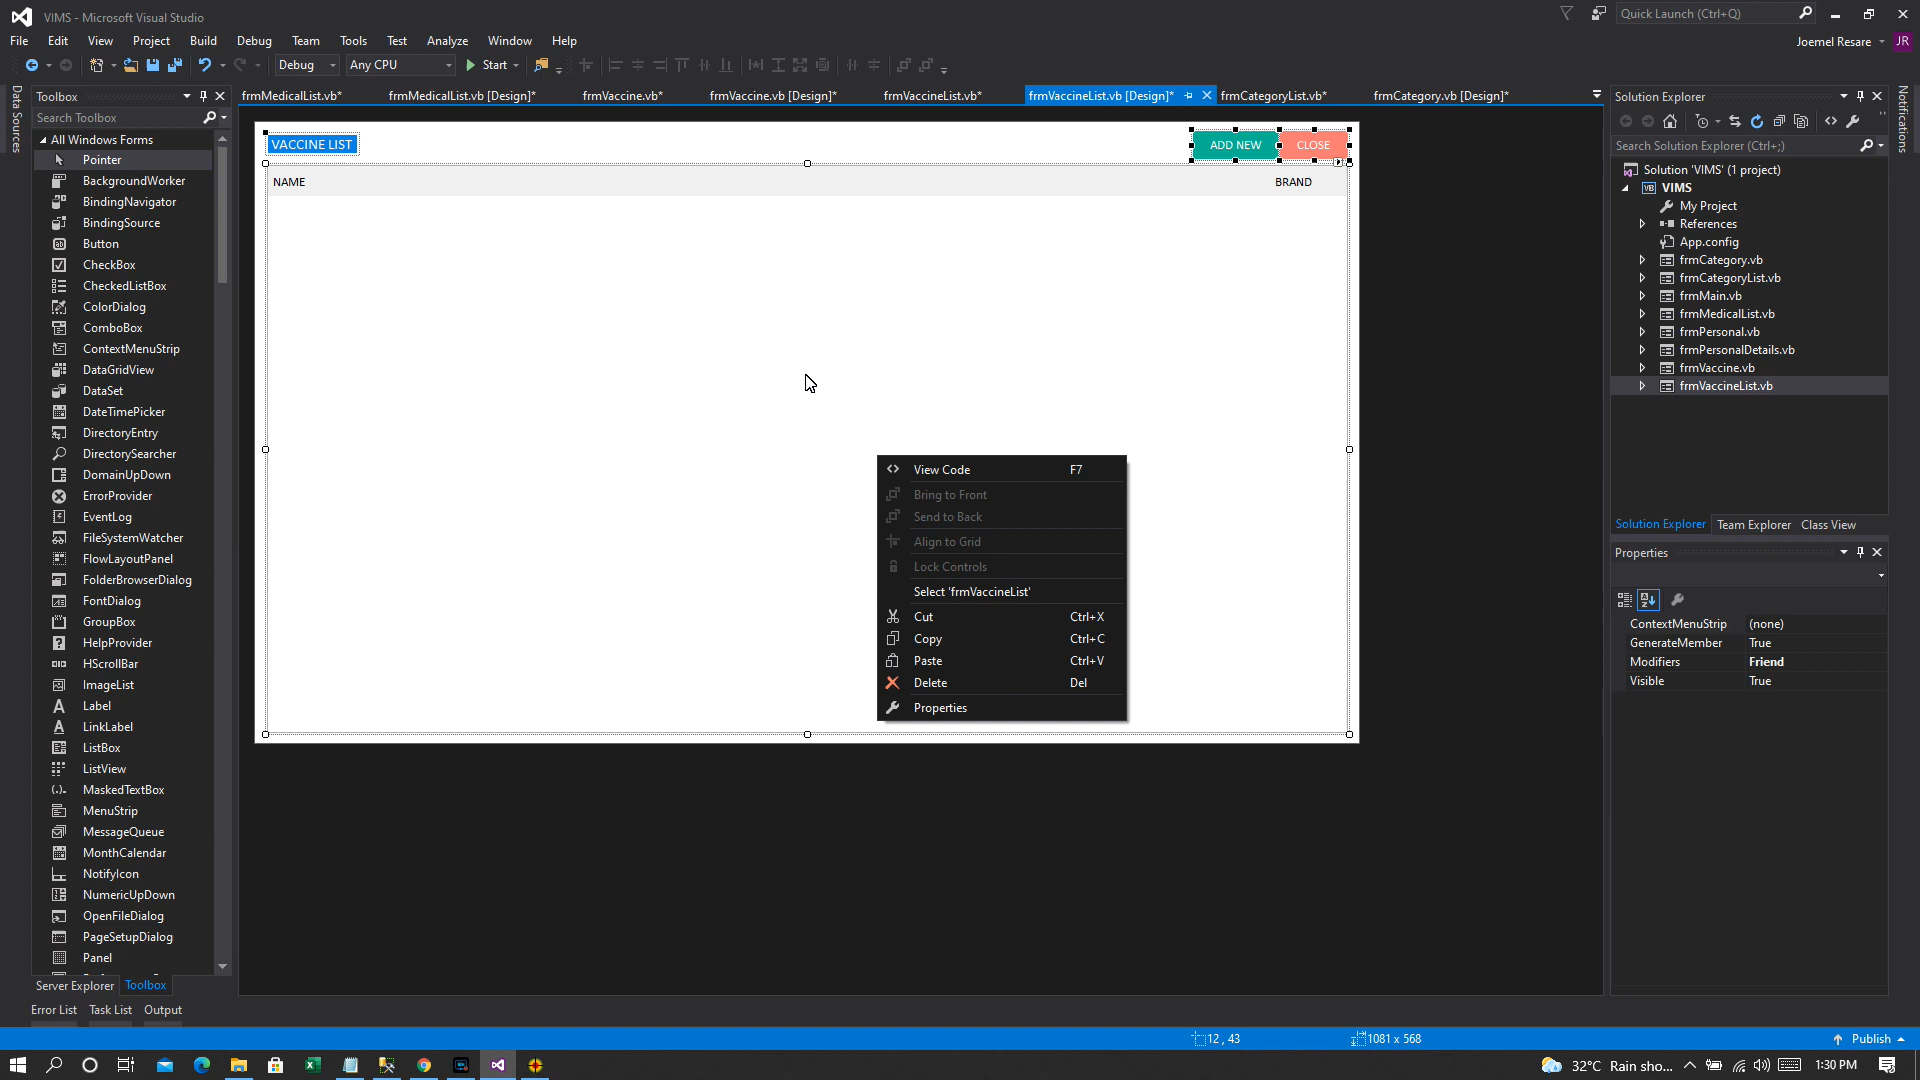 VIMS - Microsoft Visual Studio
Quick Launch (Ctrl+Q)
File Edit View Project Build Debug Team Tools Test Analyze Window Help
Joemel Resare JR
Debug Any CPU Start
Data Sources
Toolbox
Search Toolbox
All Windows Forms
Pointer
BackgroundWorker
BindingNavigator
BindingSource
Button
CheckBox
CheckedListBox
ColorDialog
ComboBox
ContextMenuStrip
DataGridView
DataSet
DateTimePicker
DirectoryEntry
DirectorySearcher
DomainUpDown
ErrorProvider
EventLog
FileSystemWatcher
FlowLayoutPanel
FolderBrowserDialog
FontDialog
GroupBox
HelpProvider
HScrollBar
ImageList
Label
LinkLabel
ListBox
ListView
MaskedTextBox
MenuStrip
MessageQueue
MonthCalendar
NotifyIcon
NumericUpDown
OpenFileDialog
PageSetupDialog
Panel
Server Explorer Toolbox
Error List Task List Output
frmMedicalList.vb* frmMedicalList.vb [Design]* frmVaccine.vb* frmVaccine.vb [Design]* frmVaccineList.vb* frmVaccineList.vb [Design]* frmCategoryList.vb* frmCategory.vb [Design]*
VACCINE LIST ADD NEW CLOSE
NAME BRAND
View Code F7
Bring to Front
Send to Back
Align to Grid
Lock Controls
Select 'frmVaccineList'
Cut Ctrl+X
Copy Ctrl+C
Paste Ctrl+V
Delete Del
Properties
Solution Explorer
Search Solution Explorer (Ctrl+;)
Solution 'VIMS' (1 project)
VB VIMS
My Project
References
App.config
frmCategory.vb
frmCategoryList.vb
frmMain.vb
frmMedicalList.vb
frmPersonal.vb
frmPersonalDetails.vb
frmVaccine.vb
frmVaccineList.vb
Solution Explorer Team Explorer Class View
Properties
ContextMenuStrip (none)
GenerateMember True
Modifiers Friend
Visible True
Notifications
12 , 43 1081 x 568 Publish
32°C Rain sho... 1:30 PM